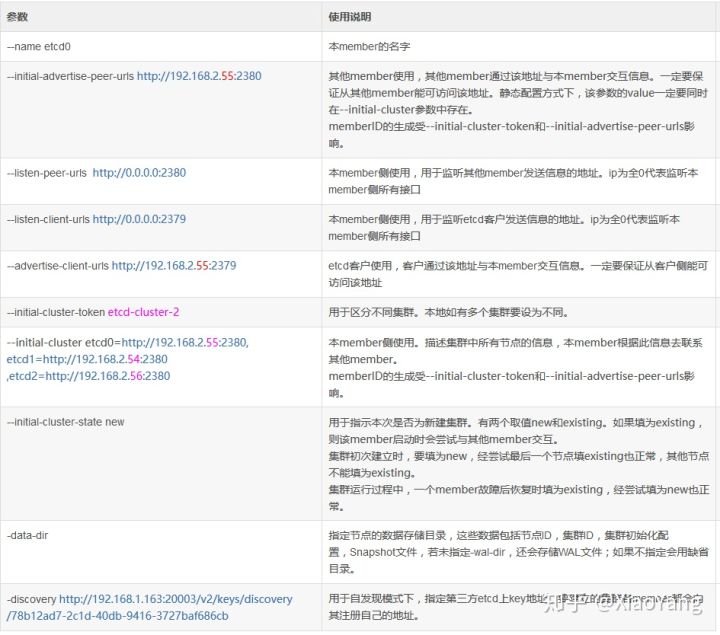 参数
使用说明
--name etcd0
本member的名字
--initial-advertise-peer-urls http://192.168.2.55:2380
其他member使用，其他member通过该地址与本member交互信息。一定要保
证从其他member能可访问该地址。静态配置方式下，该参数的value一定要同时
在--initial-cluster参数中存在。
memberID的生成受--initial-cluster-token和--initial-advertise-peer-urls影
响。
--listen-peer-urls http://0.0.0.0:2380
本member侧使用，用于监听其他member发送信息的地址。ip为全0代表监听本
member侧所有接口
--listen-client-urls http://0.0.0.0:2379
本member侧使用，用于监听etcd客户发送信息的地址。ip为全0代表监听本
member侧所有接口
--advertise-client-urls http://192.168.2.55:2379
etcd客户使用，客户通过该地址与本member交互信息。一定要保证从客户侧能可
访问该地址
--initial-cluster-token etcd-cluster-2
用于区分不同集群。本地如有多个集群要设为不同。
--initial-cluster etcd0=http://192.168.2.55:2380,
etcd1=http://192.168.2.54:2380
,etcd2=http://192.168.2.56:2380
本member侧使用。描述集群中所有节点的信息，本member根据此信息去联系
其他member。
memberID的生成受--initial-cluster-token和--initial-advertise-peer-urls影
响。
--initial-cluster-state new
用于指示本次是否为新建集群。有两个取值new和existing。如果填为existing，
则该member启动时会尝试与其他member交互。
集群初次建立时，要填为new，经尝试最后一个节点填existing也正常，其他节点
不能填为existing。
集群运行过程中，一个member故障后恢复时填为existing，经尝试填为new也正
常。
-data-dir
指定节点的数据存储目录，这些数据包括节点ID，集群ID，集群初始化配
置，Snapshot文件，若未指定-wal-dir，还会存储WAL文件；如果不指定会用缺省
目录。
-discovery http://192.168.1.163:20003/v2/keys/discovery
/78b12ad7-2c1d-40db-9416-3727baf686cb
用于自发现模式下，指定第三方etcd上key地址，要建立的集群各member都会向
其注册自己的地址。
知乎 @xiaorang